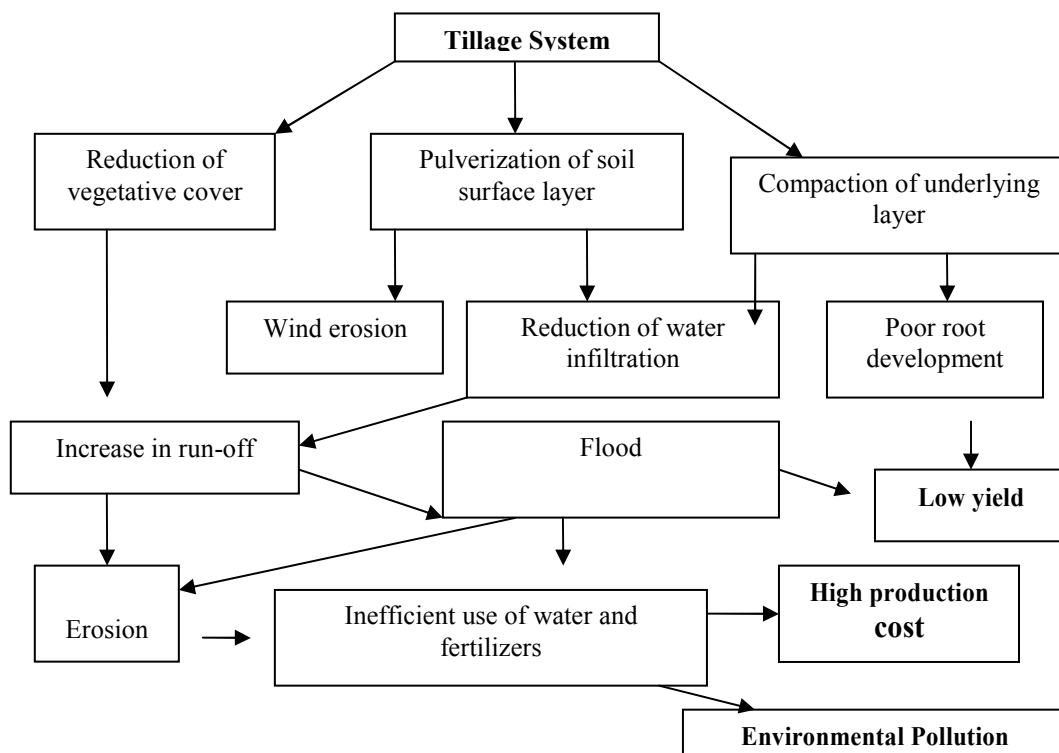 Tillage System
Reduction of
vegetative cover
Pulverization of soil
surface layer
Compaction of underlying
layer
Wind erosion
Reduction of water
infiltration
Poor root
development
Increase in run-off
Flood
Low yield
Erosion
Inefficient use of water and
fertilizers
High production
cost
Environmental Pollution